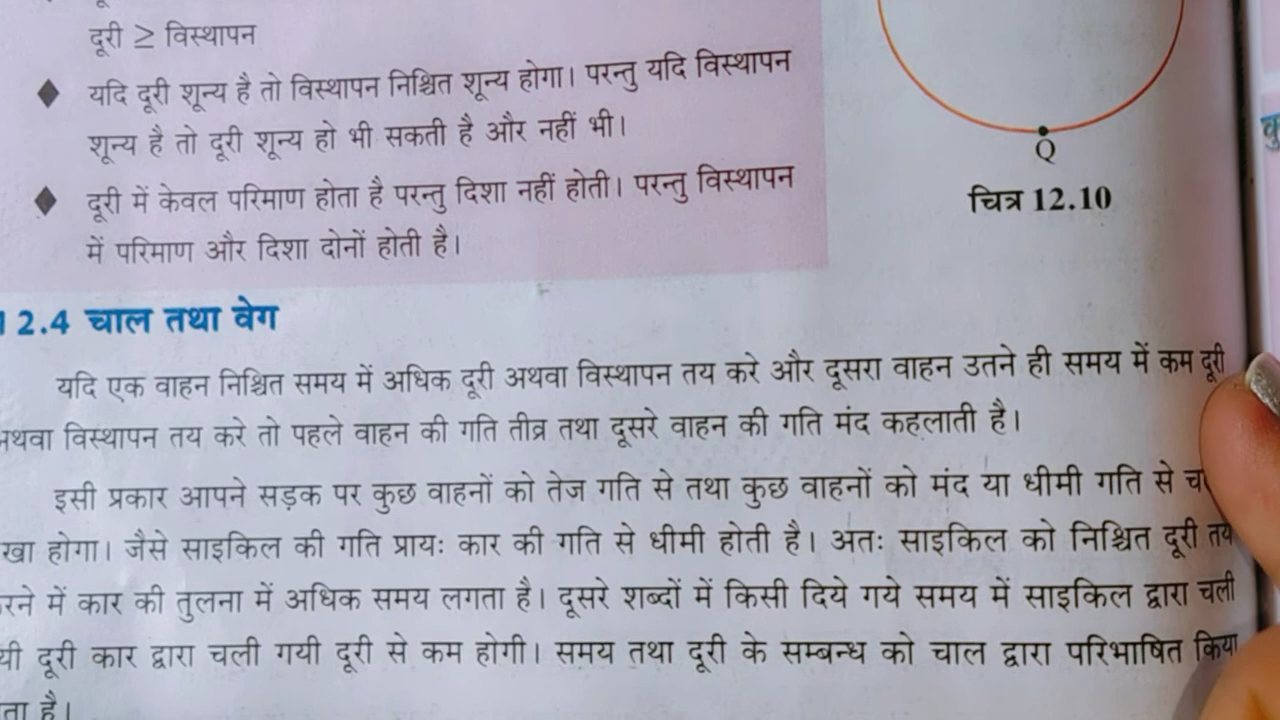 दूरी ≥ विस्थापन
यदि दूरी शून्य है तो विस्थापन निश्चित शून्य होगा। परन्तु यदि विस्थापन
शून्य है तो दूरी शून्य हो भी सकती है और नहीं भी।
दूरी में केवल परिमाण होता है परन्तु दिशा नहीं होती। परन्तु विस्थापन
में परिमाण और दिशा दोनों होती है।
Q
चित्र 12.10
12.4 चाल तथा वेग
यदि एक वाहन निश्चित समय में अधिक दूरी अथवा विस्थापन तय करे और दूसरा वाहन उतने ही समय में कम दूरी
अथवा विस्थापन तय करे तो पहले वाहन की गति तीव्र तथा दूसरे वाहन की गति मंद कहलाती है।
इसी प्रकार आपने सड़क पर कुछ वाहनों को तेज गति से तथा कुछ वाहनों को मंद या धीमी गति से
होगा। जैसे साइकिल की गति प्रायः कार की गति से धीमी होती है। अतः साइकिल को निश्चित दूरी तय
में कार की तुलना में अधिक समय लगता है। दूसरे शब्दों में किसी दिये गये समय में साइकिल द्वारा चली
दूरी कार द्वारा चली गयी दूरी से कम होगी। समय तथा दूरी के सम्बन्ध को चाल द्वारा परिभाषित किया
है।